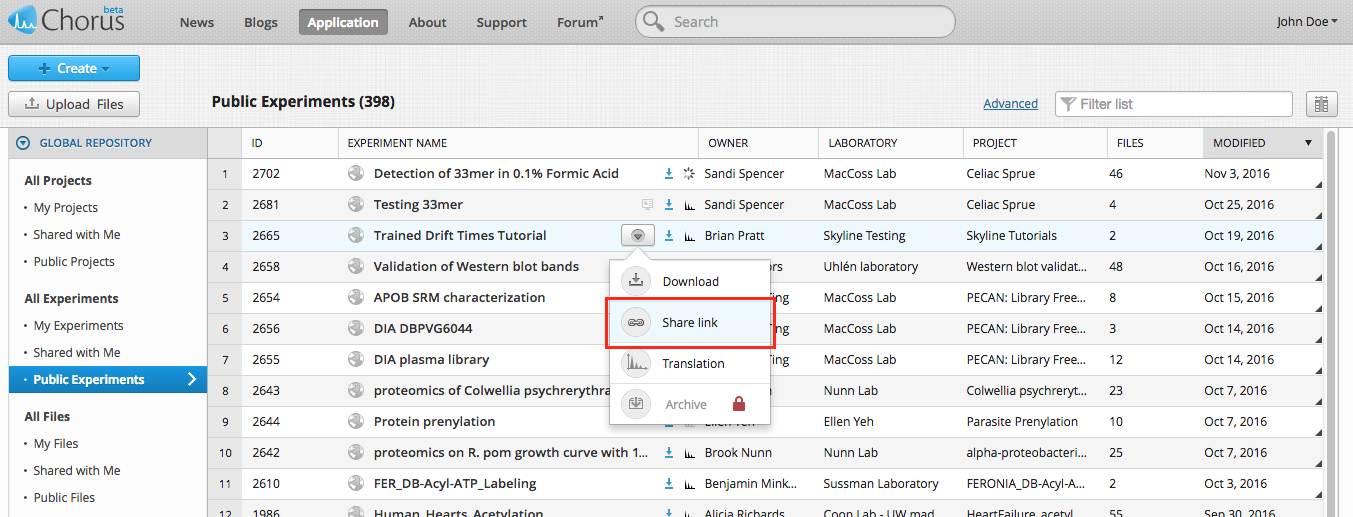 Chorus beta News Blogs Application About Support Forum Search John Doe
Create
Upload Files Public Experiments (398) Advanced Filter list
GLOBAL REPOSITORY ID EXPERIMENT NAME OWNER LABORATORY PROJECT FILES MODIFIED
All Projects
• My Projects
• Shared with Me
• Public Projects
All Experiments
• My Experiments
• Shared with Me
• Public Experiments
All Files
• My Files
• Shared with Me
• Public Files
1 2702 Detection of 33mer in 0.1% Formic Acid Sandi Spencer MacCoss Lab Celiac Sprue 46 Nov 3, 2016
2 2681 Testing 33mer Sandi Spencer MacCoss Lab Celiac Sprue 4 Oct 25, 2016
3 2665 Trained Drift Times Tutorial Brian Pratt Skyline Testing Skyline Tutorials 2 Oct 19, 2016
4 2658 Validation of Western blot bands ors Uhlén laboratory Western blot validat... 48 Oct 16, 2016
5 2654 APOB SRM characterization ing MacCoss Lab PECAN: Library Free... 8 Oct 15, 2016
6 2656 DIA DBPVG6044 ng MacCoss Lab PECAN: Library Free... 3 Oct 14, 2016
7 2655 DIA plasma library ing MacCoss Lab PECAN: Library Free... 12 Oct 14, 2016
8 2643 proteomics of Colwellia psychrerythra Nunn Lab Colwellia psychreryt... 23 Oct 7, 2016
9 2644 Protein prenylation Ellen Yeh Ellen Yeh Parasite Prenylation 10 Oct 7, 2016
10 2642 proteomics on R. pom growth curve with 1... Brook Nunn Nunn Lab alpha-proteobacteri... 25 Oct 7, 2016
11 2610 FER_DB-Acyl-ATP_Labeling Benjamin Mink... Sussman Laboratory FERONIA_DB-Acyl-A... 2 Oct 3, 2016
12 1986 Human_Hearts_Acetylation Alicia Richards Coon Lab - UW mad HeartFailure_acetyl 55 Sep 30, 2016
Download
Share link
Translation
Archive